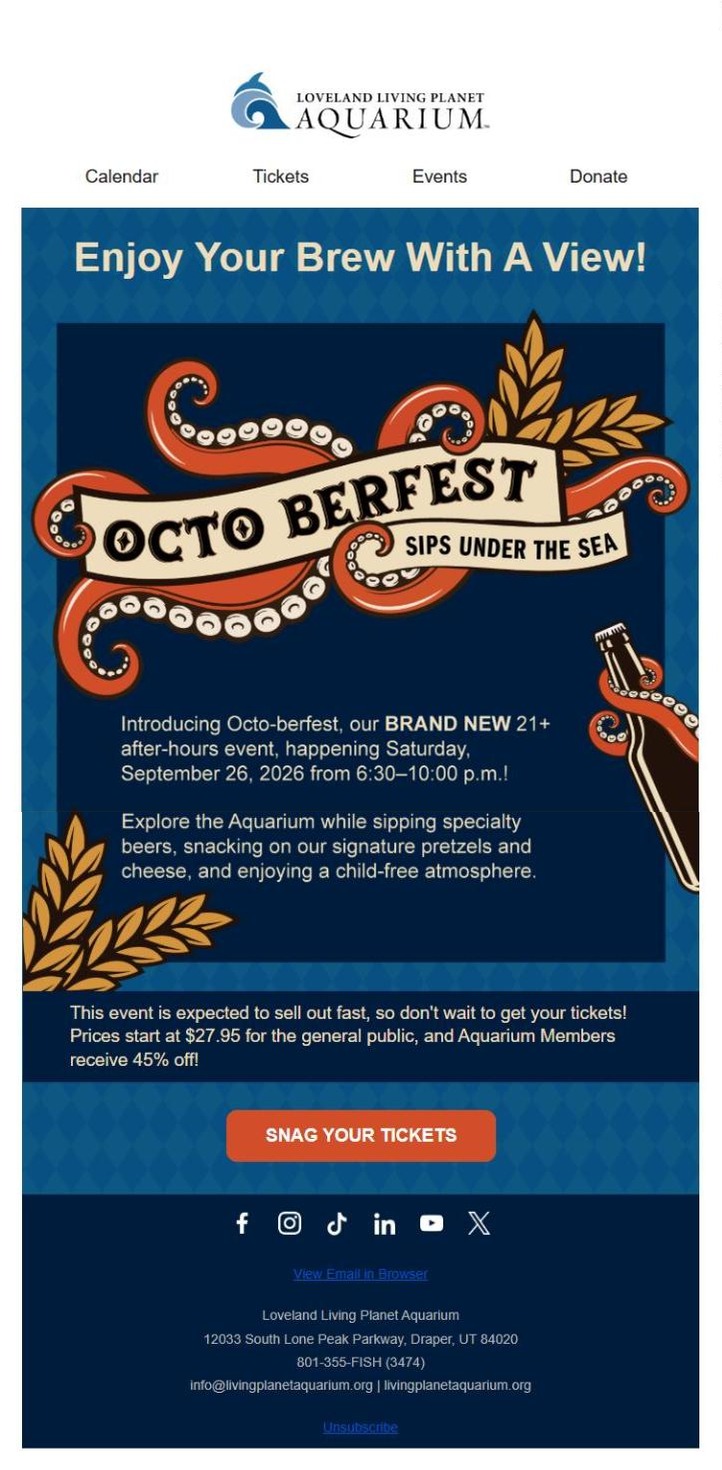 LOVELAND LIVING PLANET
AQUARIUM™
Calendar Tickets Events Donate
Enjoy Your Brew With A View!
OCTO BERFEST
SIPS UNDER THE SEA
Introducing Octo-berfest, our BRAND NEW 21+
after-hours event, happening Saturday,
September 26, 2026 from 6:30–10:00 p.m.!
Explore the Aquarium while sipping specialty
beers, snacking on our signature pretzels and
cheese, and enjoying a child-free atmosphere.
This event is expected to sell out fast, so don't wait to get your tickets!
Prices start at $27.95 for the general public, and Aquarium Members
receive 45% off!
SNAG YOUR TICKETS
View Email in Browser
Loveland Living Planet Aquarium
12033 South Lone Peak Parkway, Draper, UT 84020
801-355-FISH (3474)
info@livingplanetaquarium.org | livingplanetaquarium.org
Unsubscribe